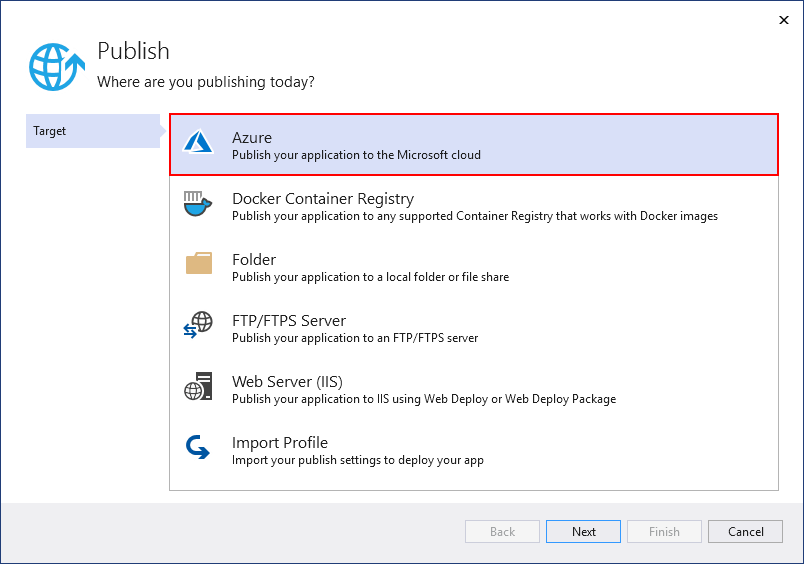 Publish
Where are you publishing today?
Target
Azure
Publish your application to the Microsoft cloud
Docker Container Registry
Publish your application to any supported Container Registry that works with Docker images
Folder
Publish your application to a local folder or file share
FTP/FTPS Server
Publish your application to an FTP/FTPS server
Web Server (IIS)
Publish your application to IIS using Web Deploy or Web Deploy Package
Import Profile
Import your publish settings to deploy your app
Back
Next
Finish
Cancel